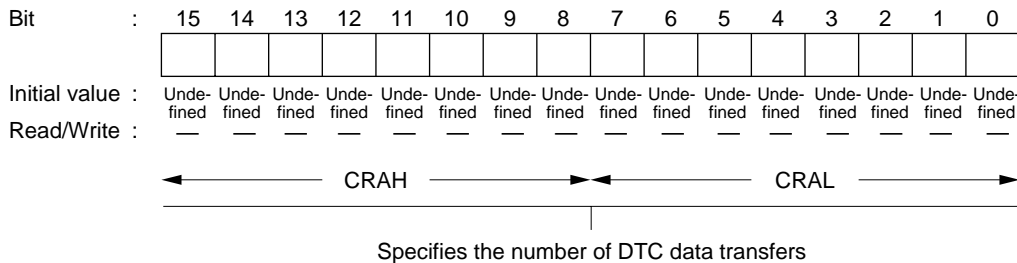 Bit : 15 14 13 12 11 10 9 8 7 6 5 4 3 2 1 0
Initial value : Unde- Unde- Unde- Unde- Unde- Unde- Unde- Unde- Unde- Unde- Unde- Unde- Unde- Unde- Unde- Unde-
fined fined fined fined fined fined fined fined fined fined fined fined fined fined fined fined
Read/Write : — — — — — — — — — — — — — — — —
CRAH CRAL
Specifies the number of DTC data transfers